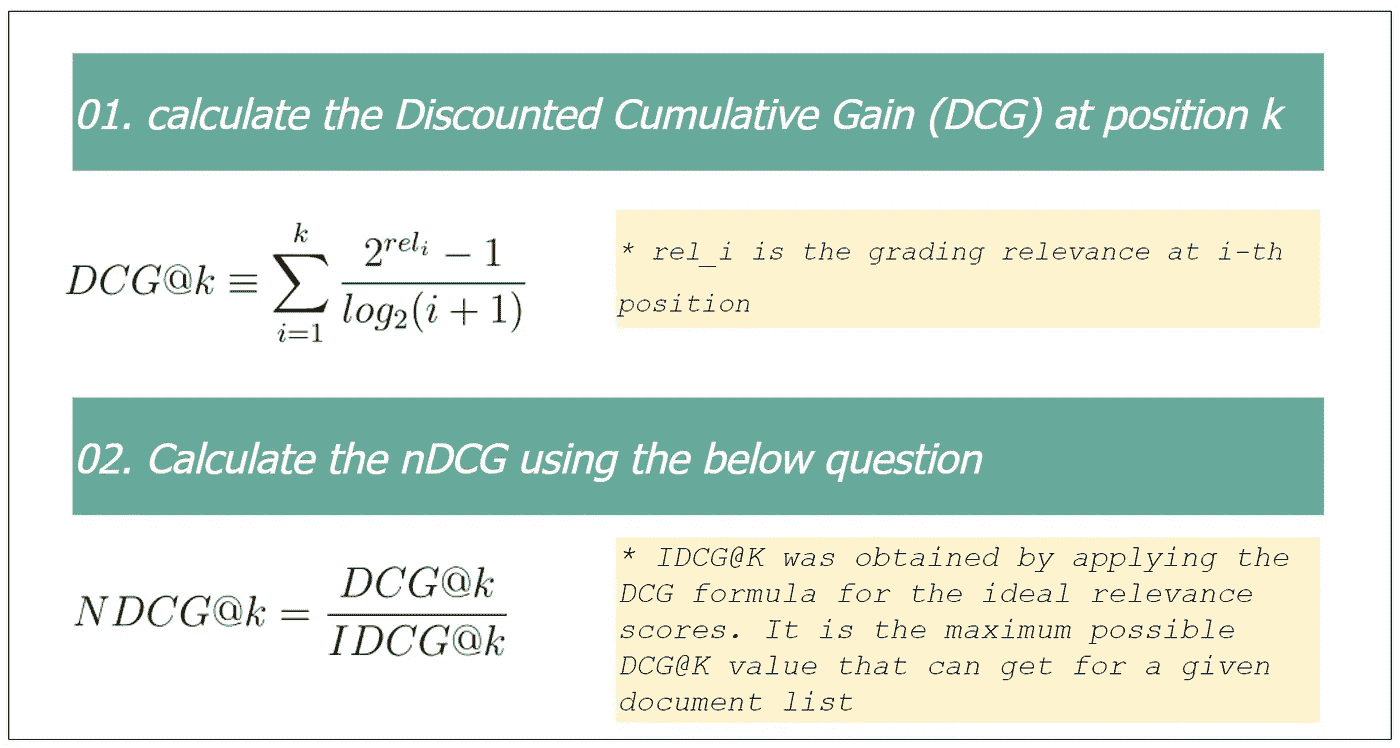 01. calculate the Discounted Cumulative Gain (DCG) at position k
DCG@k ≡ \sum_{i=1}^{k} \frac{2^{rel_i} - 1}{log_2(i + 1)}
* rel_i is the grading relevance at i-th
position
02. Calculate the nDCG using the below question
NDCG@k = \frac{DCG@k}{IDCG@k}
* IDCG@K was obtained by applying the
DCG formula for the ideal relevance
scores. It is the maximum possible
DCG@K value that can get for a given
document list